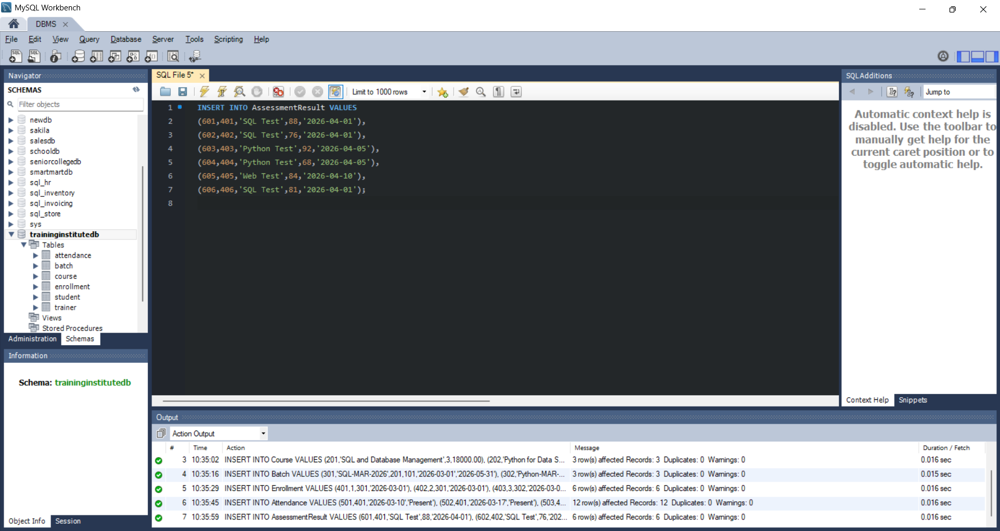 MySQL Workbench
DBMS
File Edit View Query Database Server Tools Scripting Help
Navigator
SCHEMAS
Filter objects
newdb
sakila
salesdb
schooldb
seniorcollegedb
smartmartdb
sql_hr
sql_inventory
sql_invoicing
sql_store
sys
traininginstitutedb
Tables
attendance
batch
course
enrollment
student
trainer
Views
Stored Procedures
Administration Schemas
Information
Schema: traininginstitutedb
Object Info Session
SQL File 5*
Limit to 1000 rows
1 INSERT INTO AssessmentResult VALUES
2 (601,401,'SQL Test',88,'2026-04-01'),
3 (602,402,'SQL Test',76,'2026-04-01'),
4 (603,403,'Python Test',92,'2026-04-05'),
5 (604,404,'Python Test',68,'2026-04-05'),
6 (605,405,'Web Test',84,'2026-04-10'),
7 (606,406,'SQL Test',81,'2026-04-01');
8
SQLAdditions
Jump to
Automatic context help is
disabled. Use the toolbar to
manually get help for the
current caret position or to
toggle automatic help.
Context Help Snippets
Output
Action Output
# Time Action Message Duration / Fetch
3 10:35:02 INSERT INTO Course VALUES (201,'SQL and Database Management',3,18000.00), (202,'Python for Data S... 3 row(s) affected Records: 3 Duplicates: 0 Warnings: 0 0.016 sec
4 10:35:16 INSERT INTO Batch VALUES (301,'SQL-MAR-2026',201,101,'2026-03-01','2026-05-31'), (302,'Python-MAR-... 3 row(s) affected Records: 3 Duplicates: 0 Warnings: 0 0.015 sec
5 10:35:29 INSERT INTO Enrollment VALUES (401,1,301,'2026-03-01'), (402,2,301,'2026-03-01'), (403,3,302,'2026-03-0... 6 row(s) affected Records: 6 Duplicates: 0 Warnings: 0 0.016 sec
6 10:35:45 INSERT INTO Attendance VALUES (501,401,'2026-03-10','Present'), (502,401,'2026-03-17','Present'), (503,4... 12 row(s) affected Records: 12 Duplicates: 0 Warnings: 0 0.016 sec
7 10:35:59 INSERT INTO AssessmentResult VALUES (601,401,'SQL Test',88,'2026-04-01'), (602,402,'SQL Test',76,'202... 6 row(s) affected Records: 6 Duplicates: 0 Warnings: 0 0.016 sec